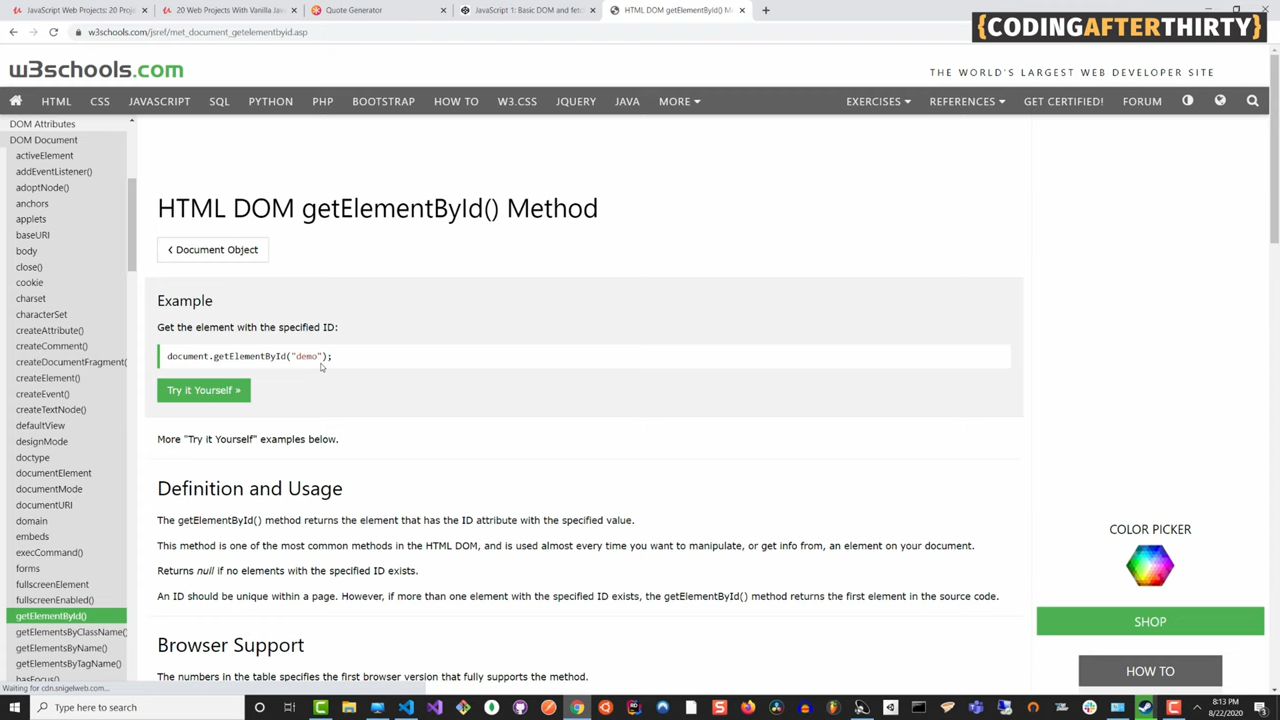 JavaScript Web Projects: 20 Proje
20 Web Projects With Vanilla Jav
Quote Generator
JavaScript 1: Basic DOM and fetc
HTML DOM getElementById() M
w3schools.com/jsref/met_document_getelementbyid.asp
{CODINGAFTERTHIRTY}
w3schools.com
THE WORLD'S LARGEST WEB DEVELOPER SITE
HTML CSS JAVASCRIPT SQL PYTHON PHP BOOTSTRAP HOW TO W3.CSS JQUERY JAVA MORE EXERCISES REFERENCES GET CERTIFIED! FORUM
DOM Attributes
DOM Document
activeElement
addEventListener()
adoptNode()
anchors
applets
baseURI
body
close()
cookie
charset
characterSet
createAttribute()
createComment()
createDocumentFragment(
createElement()
createEvent()
createTextNode()
defaultView
designMode
doctype
documentElement
documentMode
documentURI
domain
embeds
execCommand()
forms
fullscreenElement
fullscreenEnabled()
getElementById()
getElementsByClassName()
getElementsByName()
getElementsByTagName()
hasFocus()
Waiting for cdn.snigelweb.com...
HTML DOM getElementById() Method
❮ Document Object
Example
Get the element with the specified ID:
document.getElementById("demo");
Try it Yourself »
More "Try it Yourself" examples below.
Definition and Usage
The getElementById() method returns the element that has the ID attribute with the specified value.
This method is one of the most common methods in the HTML DOM, and is used almost every time you want to manipulate, or get info from, an element on your document.
Returns null if no elements with the specified ID exists.
An ID should be unique within a page. However, if more than one element with the specified ID exists, the getElementById() method returns the first element in the source code.
Browser Support
The numbers in the table specifies the first browser version that fully supports the method.
COLOR PICKER
SHOP
HOW TO
Type here to search
8:13 PM
8/22/2020